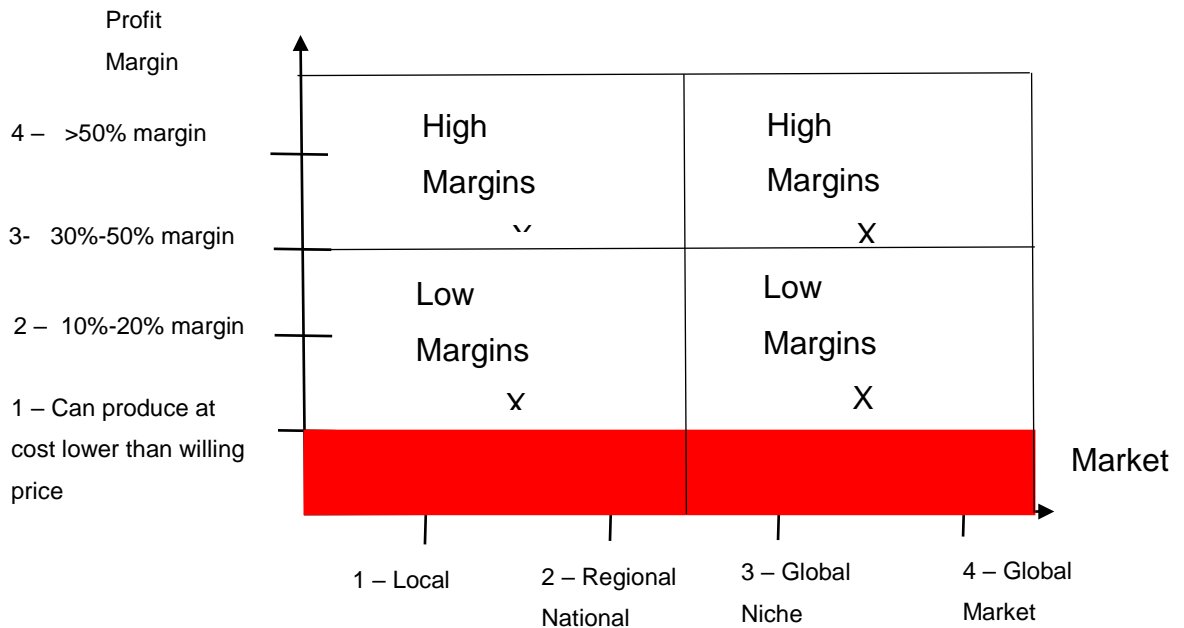 Profit
Margin
4 – >50% margin
High
Margins
High
Margins
X
3- 30%-50% margin
X
Low
Margins
Low
Margins
2 – 10%-20% margin
X
X
1 – Can produce at
cost lower than willing
price
Market
1 – Local
2 – Regional
National
3 – Global
Niche
4 – Global
Market